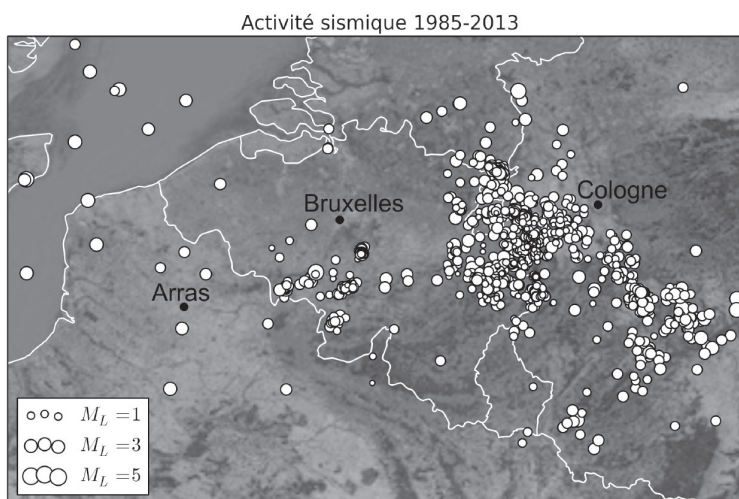 Activité sismique 1985-2013
Bruxelles
Cologne
Arras
M_L =1
M_L =3
M_L =5